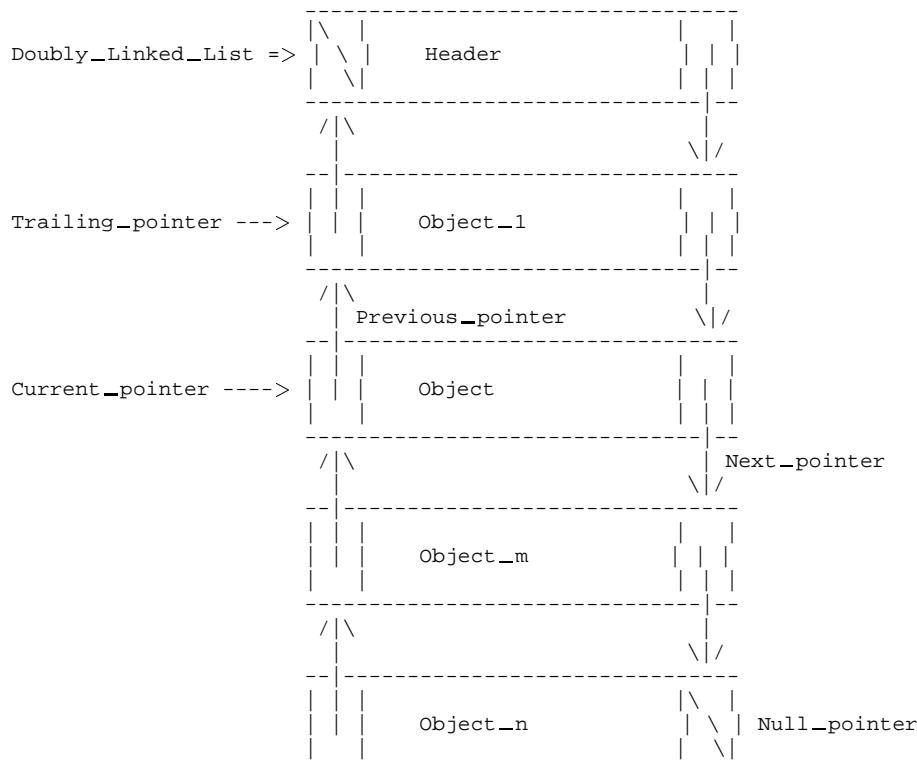 Doubly_Linked_List => Header
Trailing_pointer ---> Object_1
Previous_pointer
Current_pointer ----> Object
Next_pointer
Object_m
Object_n Null_pointer